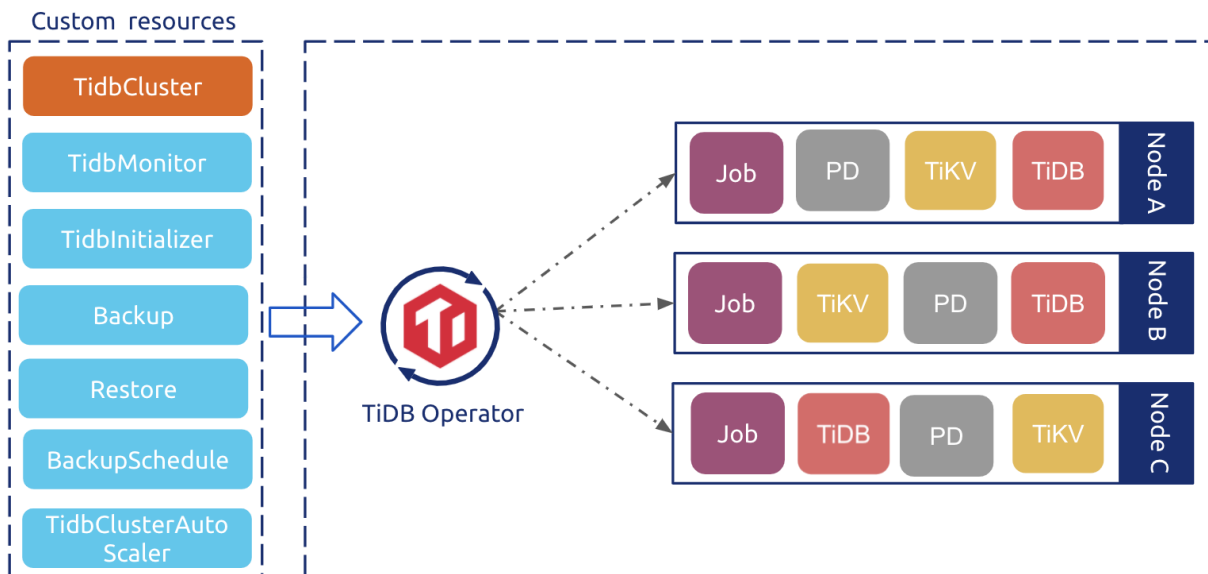 Custom resources
TidbCluster
TidbMonitor
TidbInitializer
Backup
Restore
BackupSchedule
TidbClusterAuto
Scaler
Ti
TiDB Operator
Job PD TiKV TiDB Node A
Job TiKV PD TiDB Node B
Job TiDB PD TiKV Node C